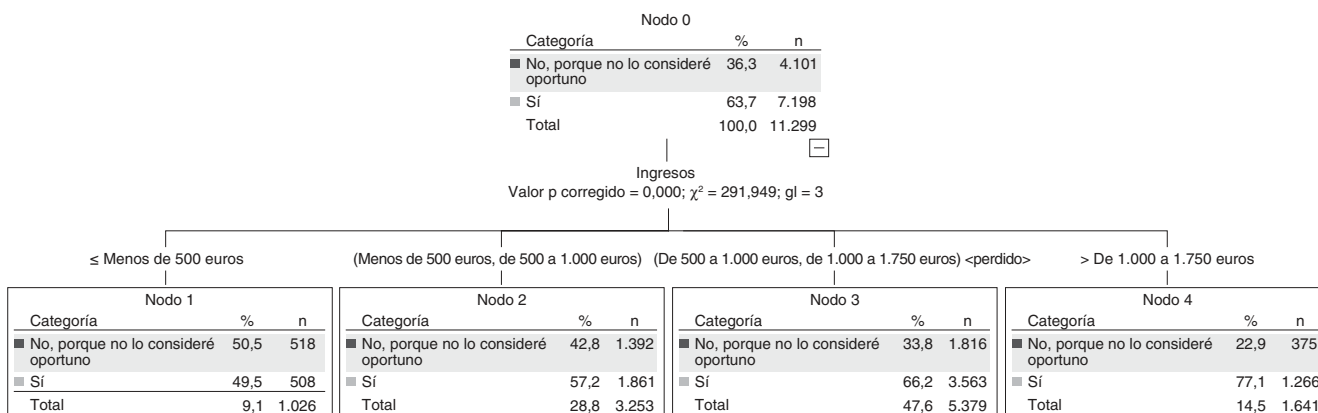 Nodo 0
Categoría % n
No, porque no lo consideré 36,3 4.101
oportuno
Sí 63,7 7.198
Total 100,0 11.299
Ingresos
Valor p corregido = 0,000; χ² = 291,949; gl = 3
≤ Menos de 500 euros
(Menos de 500 euros, de 500 a 1.000 euros)
(De 500 a 1.000 euros, de 1.000 a 1.750 euros) <perdido>
> De 1.000 a 1.750 euros
Nodo 1
Categoría % n
No, porque no lo consideré 50,5 518
oportuno
Sí 49,5 508
Total 9,1 1.026
Nodo 2
Categoría % n
No, porque no lo consideré 42,8 1.392
oportuno
Sí 57,2 1.861
Total 28,8 3.253
Nodo 3
Categoría % n
No, porque no lo consideré 33,8 1.816
oportuno
Sí 66,2 3.563
Total 47,6 5.379
Nodo 4
Categoría % n
No, porque no lo consideré 22,9 375
oportuno
Sí 77,1 1.266
Total 14,5 1.641